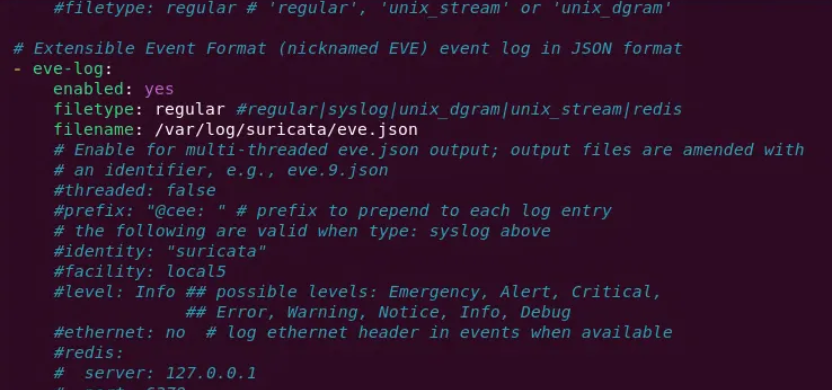 #filetype: regular # 'regular', 'unix_stream' or 'unix_dgram'
# Extensible Event Format (nicknamed EVE) event log in JSON format
- eve-log:
enabled: yes
filetype: regular #regular|syslog|unix_dgram|unix_stream|redis
filename: /var/log/suricata/eve.json
# Enable for multi-threaded eve.json output; output files are amended with
# an identifier, e.g., eve.9.json
#threaded: false
#prefix: "@cee: " # prefix to prepend to each log entry
# the following are valid when type: syslog above
#identity: "suricata"
#facility: local5
#level: Info ## possible levels: Emergency, Alert, Critical,
## Error, Warning, Notice, Info, Debug
#ethernet: no  # log ethernet header in events when available
#redis:
#  server: 127.0.0.1